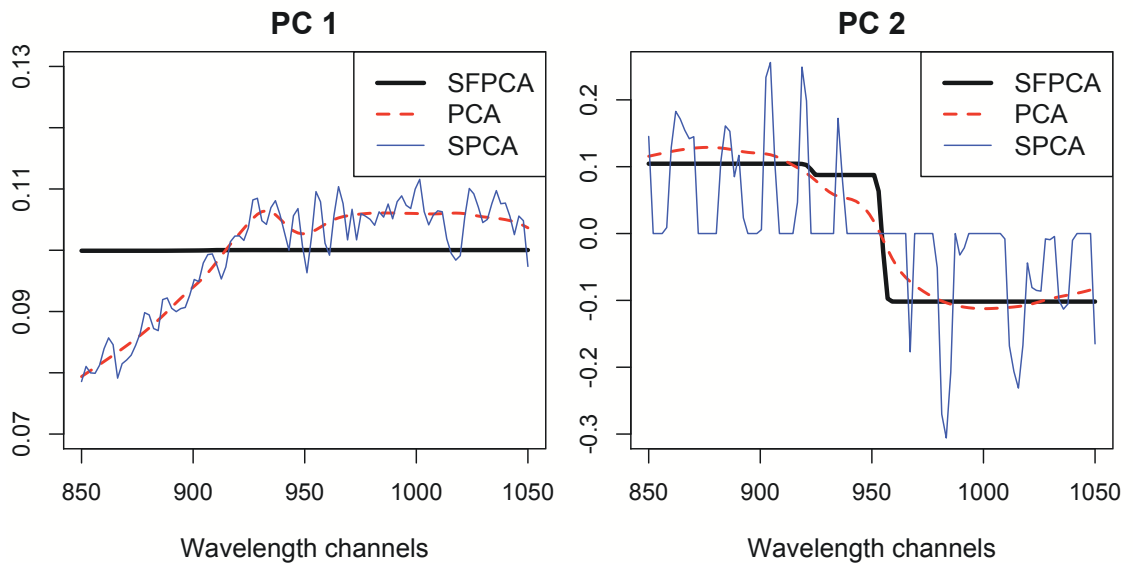 PC 1
SFPCA
PCA
SPCA
0.13
0.11
0.09
0.07
850 900 950 1000 1050
Wavelength channels
PC 2
SFPCA
PCA
SPCA
0.2
0.1
0.0
-0.1
-0.2
-0.3
850 900 950 1000 1050
Wavelength channels